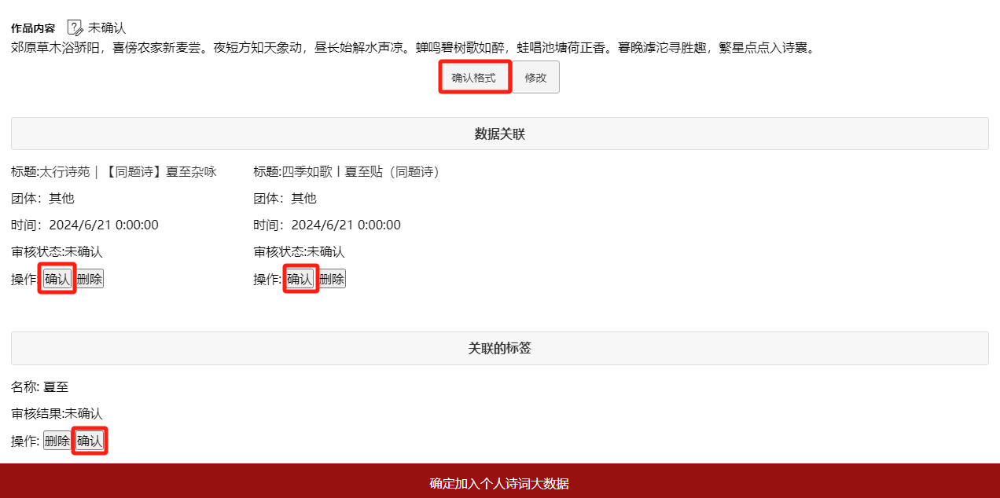 作品内容 未确认
郊原草木浴骄阳，喜傍农家新麦尝。夜短方知天象动，昼长始解水声凉。蝉鸣碧树歌如醉，蛙唱池塘荷正香。暮晚滹沱寻胜趣，繁星点点入诗囊。
确认格式 修改
数据关联
标题:太行诗苑｜【同题诗】夏至杂咏 标题:四季如歌丨夏至贴（同题诗）
团体：其他 团体：其他
时间：2024/6/21 0:00:00 时间：2024/6/21 0:00:00
审核状态:未确认 审核状态:未确认
操作: 确认 删除 操作: 确认 删除
关联的标签
名称: 夏至
审核结果:未确认
操作: 删除 确认
确定加入个人诗词大数据